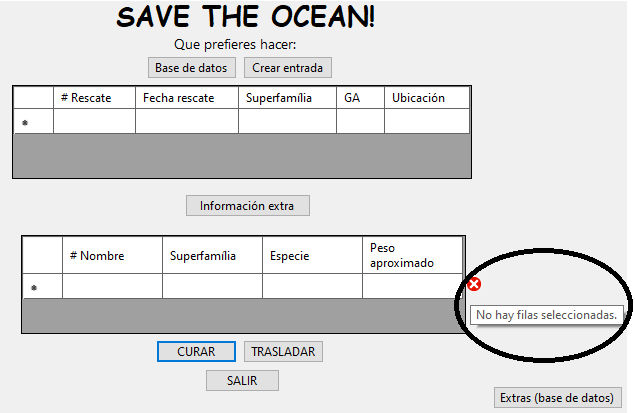 SAVE THE OCEAN!
Que prefieres hacer:
Base de datos Crear entrada
# Rescate Fecha rescate Superfamília GA Ubicación
*
Información extra
# Nombre Superfamília Especie Peso
aproximado
*
No hay filas seleccionadas.
CURAR TRASLADAR
SALIR
Extras (base de datos)